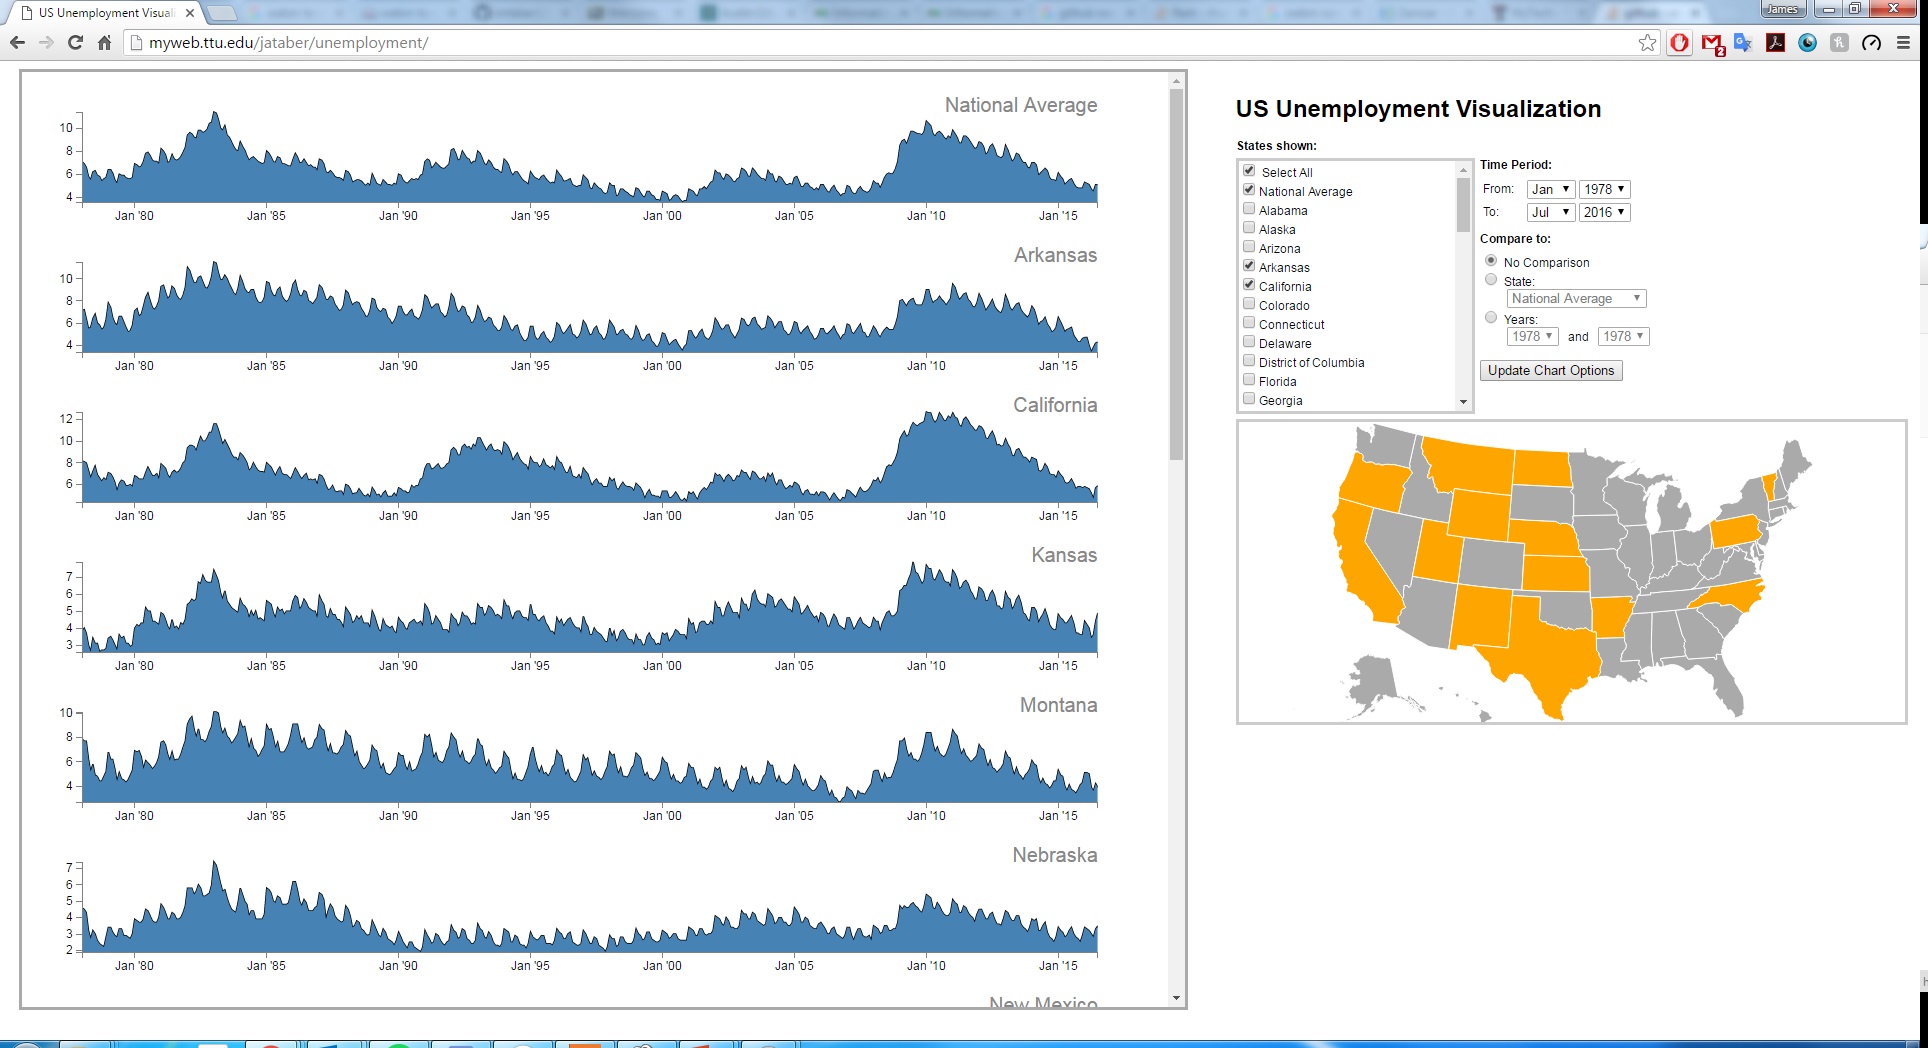 US Unemployment Visuali
James
myweb.ttu.edu/jataber/unemployment/
2
National Average
10
8
6
4
Jan '80 Jan '85 Jan '90 Jan '95 Jan '00 Jan '05 Jan '10 Jan '15
Arkansas
10
8
6
4
Jan '80 Jan '85 Jan '90 Jan '95 Jan '00 Jan '05 Jan '10 Jan '15
California
12
10
8
6
Jan '80 Jan '85 Jan '90 Jan '95 Jan '00 Jan '05 Jan '10 Jan '15
Kansas
7
6
5
4
3
Jan '80 Jan '85 Jan '90 Jan '95 Jan '00 Jan '05 Jan '10 Jan '15
Montana
10
8
6
4
Jan '80 Jan '85 Jan '90 Jan '95 Jan '00 Jan '05 Jan '10 Jan '15
Nebraska
7
6
5
4
3
2
Jan '80 Jan '85 Jan '90 Jan '95 Jan '00 Jan '05 Jan '10 Jan '15
New Mexico
US Unemployment Visualization
States shown:
Select All
National Average
Alabama
Alaska
Arizona
Arkansas
California
Colorado
Connecticut
Delaware
District of Columbia
Florida
Georgia
Time Period:
From: Jan 1978
To: Jul 2016
Compare to:
No Comparison
State:
National Average
Years:
1978 and 1978
Update Chart Options